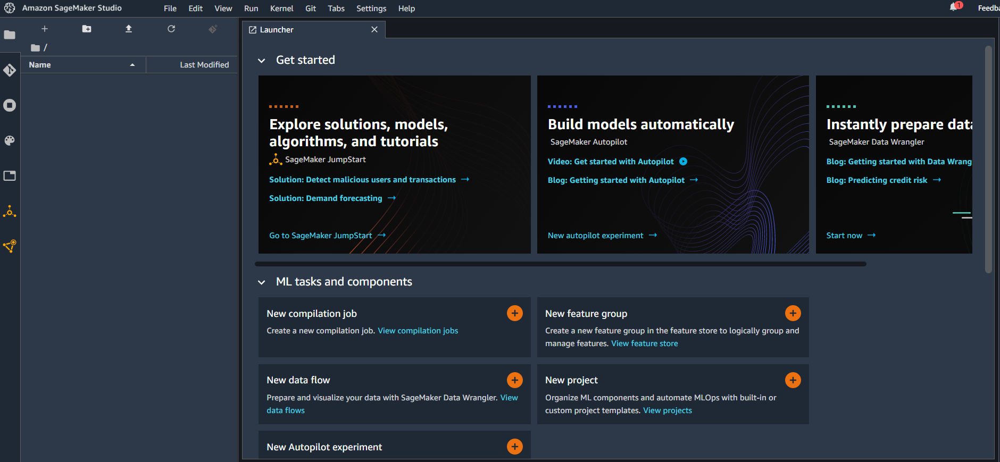 Amazon SageMaker Studio
File Edit View Run Kernel Git Tabs Settings Help
1
Feedba
/
Name Last Modified
Launcher
Get started
Explore solutions, models,
algorithms, and tutorials
SageMaker JumpStart
Solution: Detect malicious users and transactions
Solution: Demand forecasting
Go to SageMaker JumpStart
Build models automatically
SageMaker Autopilot
Video: Get started with Autopilot
Blog: Getting started with Autopilot
New autopilot experiment
Instantly prepare data
SageMaker Data Wrangler
Blog: Getting started with Data Wrang
Blog: Predicting credit risk
Start now
ML tasks and components
New compilation job
Create a new compilation job. View compilation jobs
New feature group
Create a new feature group in the feature store to logically group and
manage features. View feature store
New data flow
Prepare and visualize your data with SageMaker Data Wrangler. View
data flows
New project
Organize ML components and automate MLOps with built-in or
custom project templates. View projects
New Autopilot experiment